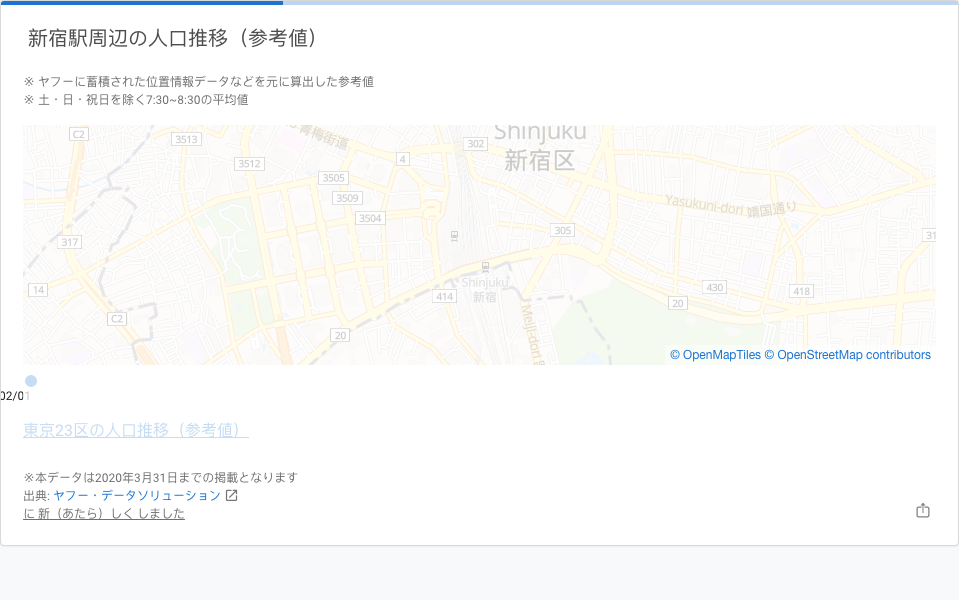 新宿駅周辺の人口推移（参考値）
※ ヤフーに蓄積された位置情報データなどを元に算出した参考値
※ 土・日・祝日を除く7:30~8:30の平均値
C2
3513
青梅街道
302
Shinjuku
新宿区
4
3512
3505
3509
3504
Yasukuni-dori 靖国通り
305
317
31
Shinjuku
新宿
14
414
430
418
20
C2
20
Meiji-dori
© OpenMapTiles © OpenStreetMap contributors
02/01
東京23区の人口推移（参考値）
※本データは2020年3月31日までの掲載となります
出典: ヤフー・データソリューション
に 新（あたら）しく しました